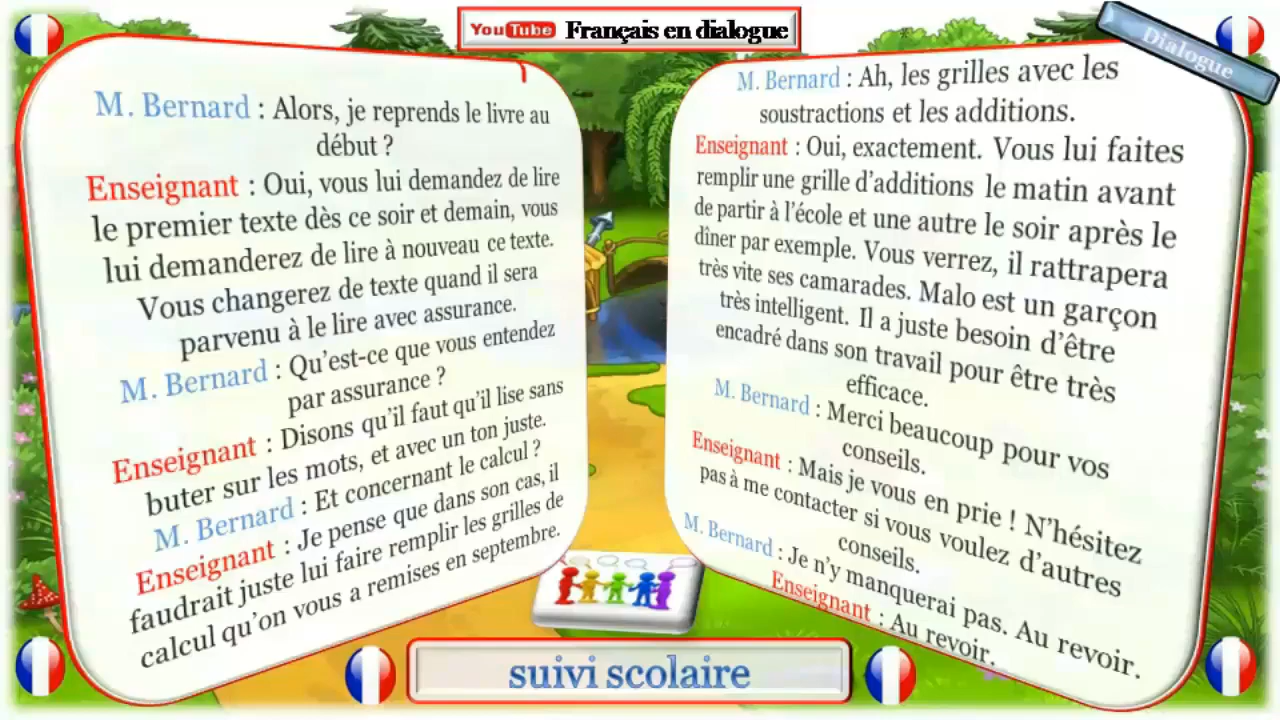 YouTube Français en dialogue
Dialogue
M. Bernard : Alors, je reprends le livre au
début ?
Enseignant : Oui, vous lui demandez de lire
le premier texte dès ce soir et demain, vous
lui demanderez de lire à nouveau ce texte.
Vous changerez de texte quand il sera
parvenu à le lire avec assurance.
M. Bernard : Qu'est-ce que vous entendez
par assurance ?
Enseignant : Disons qu'il faut qu'il lise sans
buter sur les mots, et avec un ton juste.
M. Bernard : Et concernant le calcul ?
Enseignant : Je pense que dans son cas, il
faudrait juste lui faire remplir les grilles de
calcul qu'on vous a remises en septembre.
M. Bernard : Ah, les grilles avec les
soustractions et les additions.
Enseignant : Oui, exactement. Vous lui faites
remplir une grille d'additions le matin avant
de partir à l'école et une autre le soir après le
dîner par exemple. Vous verrez, il rattrapera
très vite ses camarades. Malo est un garçon
très intelligent. Il a juste besoin d'être
encadré dans son travail pour être très
efficace.
M. Bernard : Merci beaucoup pour vos
conseils.
Enseignant : Mais je vous en prie ! N'hésitez
pas à me contacter si vous voulez d'autres
conseils.
M. Bernard : Je n'y manquerai pas. Au revoir.
Enseignant : Au revoir.
suivi scolaire